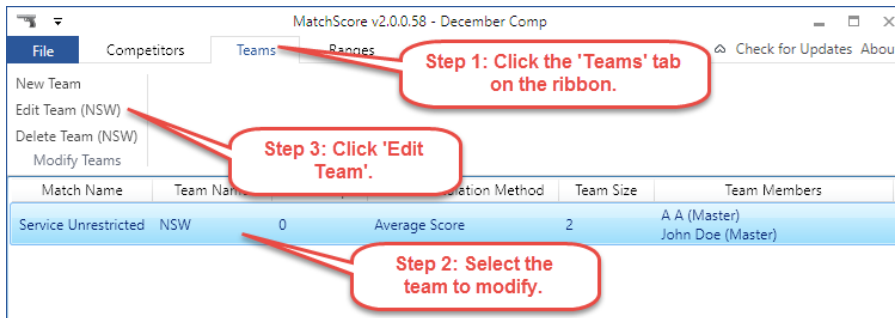 MatchScore v2.0.0.58 - December Comp
File Competitors Teams Ranges Check for Updates Abou
Step 1: Click the 'Teams' tab
on the ribbon.
New Team
Edit Team (NSW)
Delete Team (NSW)
Modify Teams
Step 3: Click 'Edit
Team'.
Match Name Team Name Method Team Size Team Members
Service Unrestricted NSW 0 Average Score 2 A A (Master)
John Doe (Master)
Step 2: Select the
team to modify.